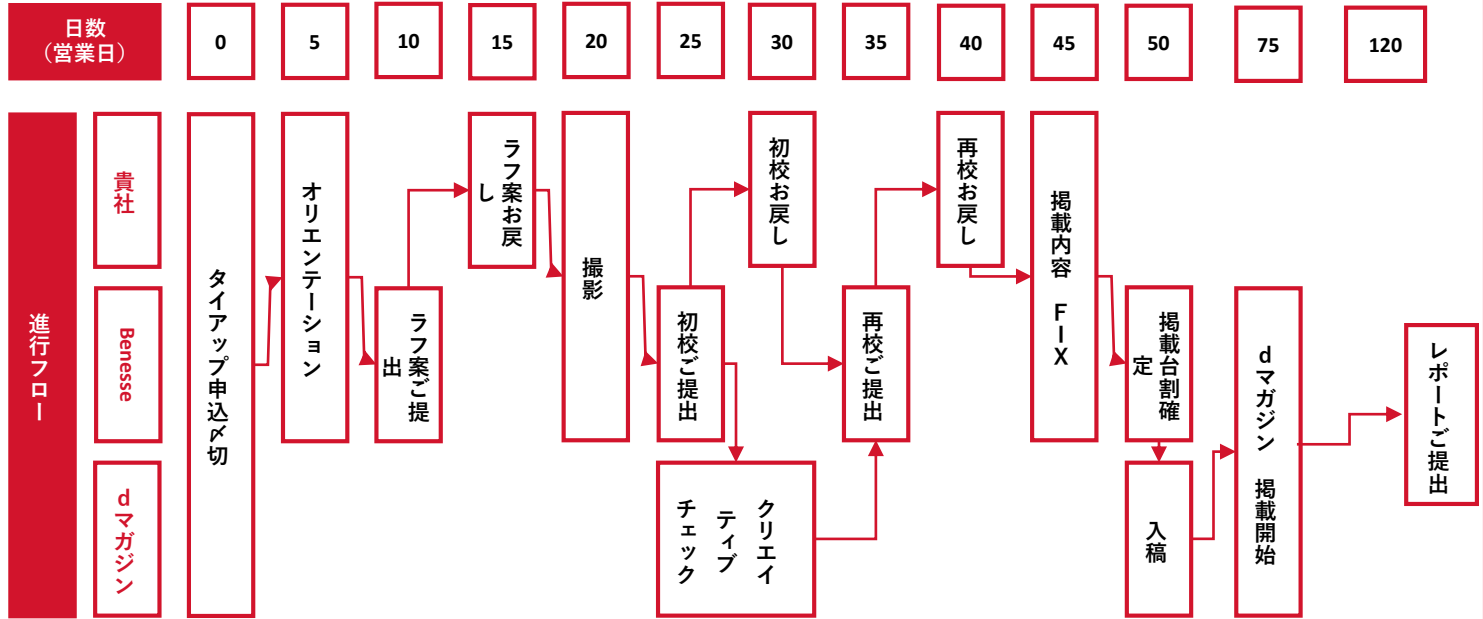 日数
（営業日）
0
5
10
15
20
25
30
35
40
45
50
75
120
進行フロー
貴社
Benesse
dマガジン
タイアップ申込〆切
オリエンテーション
ラフ案ご提
出
ラフ案お戻
し
撮影
初校ご提出
クリエイ
ティブ
チェック
初校お戻し
再校ご提出
再校お戻し
掲載内容 FIX
掲載台割確
定
入稿
dマガジン 掲載開始
レポートご提出